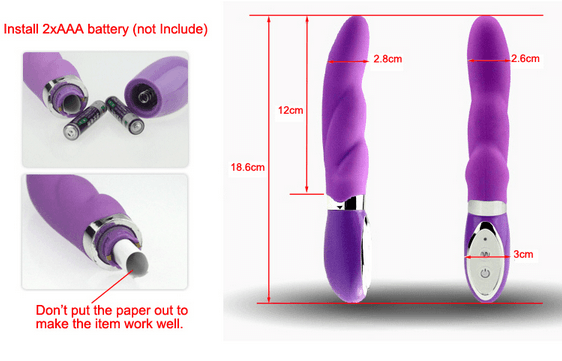 Install 2xAAA battery (not Include)
2.8cm
2.6cm
12cm
18.6cm
3cm
Don't put the paper out to
make the item work well.